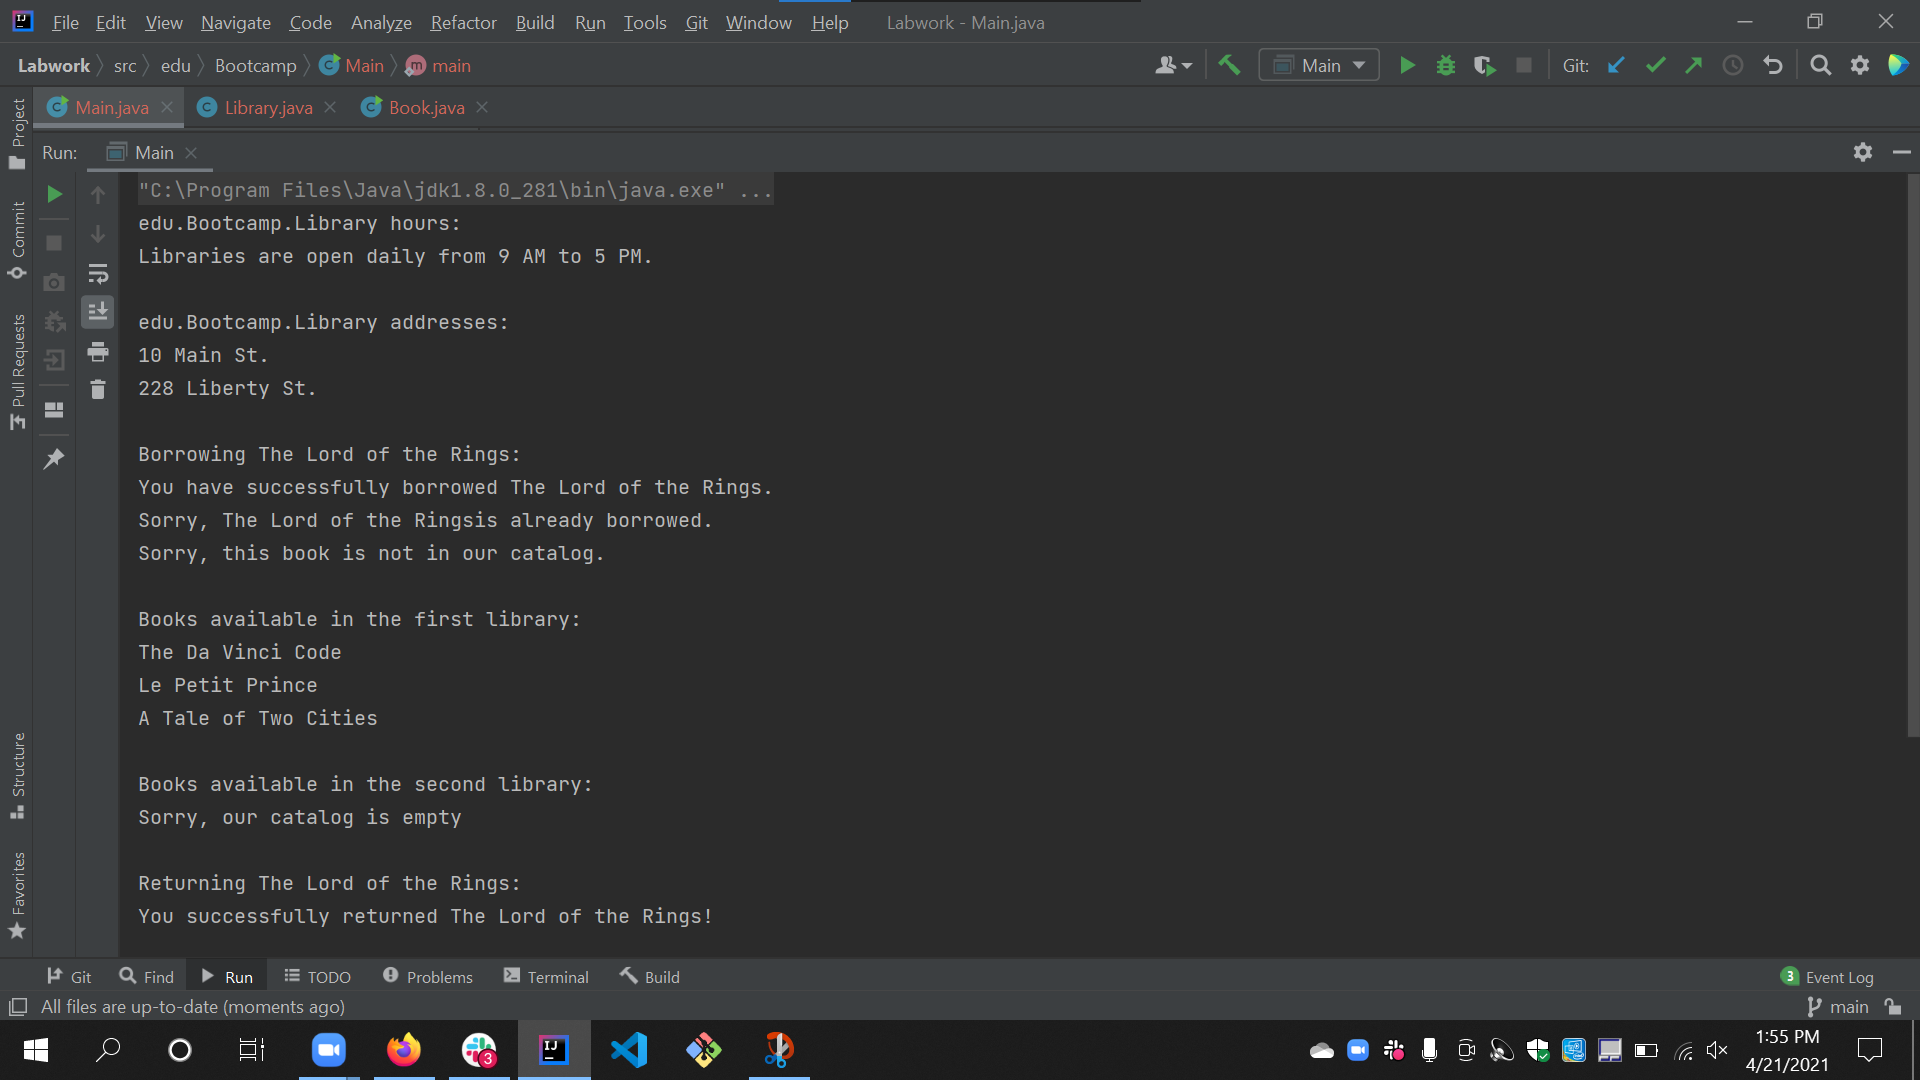 File Edit View Navigate Code Analyze Refactor Build Run Tools Git Window Help Labwork - Main.java
Labwork src edu Bootcamp Main main Main Git:
Main.java Library.java Book.java
Run: Main
"C:\Program Files\Java\jdk1.8.0_281\bin\java.exe" ...
edu.Bootcamp.Library hours:
Libraries are open daily from 9 AM to 5 PM.
edu.Bootcamp.Library addresses:
10 Main St.
228 Liberty St.
Borrowing The Lord of the Rings:
You have successfully borrowed The Lord of the Rings.
Sorry, The Lord of the Ringsis already borrowed.
Sorry, this book is not in our catalog.
Books available in the first library:
The Da Vinci Code
Le Petit Prince
A Tale of Two Cities
Books available in the second library:
Sorry, our catalog is empty
Returning The Lord of the Rings:
You successfully returned The Lord of the Rings!
Project
Commit
Pull Requests
Structure
Favorites
Git Find Run TODO Problems Terminal Build 3 Event Log
All files are up-to-date (moments ago) main
1:55 PM
4/21/2021